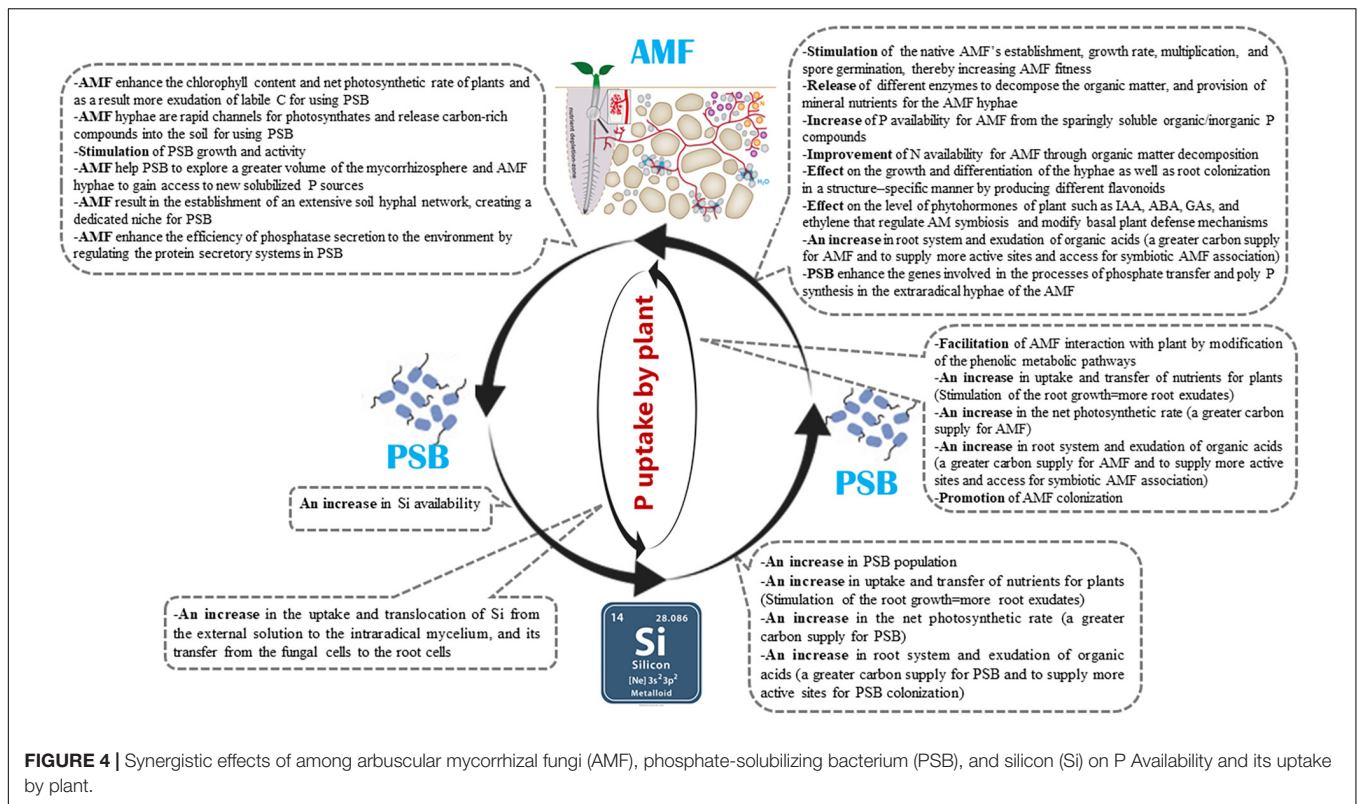 AMF
-AMF enhance the chlorophyll content and net photosynthetic rate of plants and
as a result more exudation of labile C for using PSB
-AMF hyphae are rapid channels for photosynthates and release carbon-rich
compounds into the soil for using PSB
-Stimulation of PSB growth and activity
-AMF help PSB to explore a greater volume of the mycorrhizosphere and AMF
hyphae to gain access to new solubilized P sources
-AMF result in the establishment of an extensive soil hyphal network, creating a
dedicated niche for PSB
-AMF enhance the efficiency of phosphatase secretion to the environment by
regulating the protein secretory systems in PSB
nutrient depletion-zone
P
N
H₂O
-Stimulation of the native AMF's establishment, growth rate, multiplication, and
spore germination, thereby increasing AMF fitness
-Release of different enzymes to decompose the organic matter, and provision of
mineral nutrients for the AMF hyphae
-Increase of P availability for AMF from the sparingly soluble organic/inorganic P
compounds
-Improvement of N availability for AMF through organic matter decomposition
-Effect on the growth and differentiation of the hyphae as well as root colonization
in a structure–specific manner by producing different flavonoids
-Effect on the level of phytohormones of plant such as IAA, ABA, GAs, and
ethylene that regulate AM symbiosis and modify basal plant defense mechanisms
-An increase in root system and exudation of organic acids (a greater carbon supply
for AMF and to supply more active sites and access for symbiotic AMF association)
-PSB enhance the genes involved in the processes of phosphate transfer and poly P
synthesis in the extraradical hyphae of the AMF
P uptake by plant
PSB
PSB
-Facilitation of AMF interaction with plant by modification
of the phenolic metabolic pathways
-An increase in uptake and transfer of nutrients for plants
(Stimulation of the root growth=more root exudates)
-An increase in the net photosynthetic rate (a greater carbon
supply for AMF)
-An increase in root system and exudation of organic acids
(a greater carbon supply for AMF and to supply more active
sites and access for symbiotic AMF association)
-Promotion of AMF colonization
An increase in Si availability
-An increase in the uptake and translocation of Si from
the external solution to the intraradical mycelium, and its
transfer from the fungal cells to the root cells
14 28.086
Si
Silicon
[Ne] 3s²3p²
Metalloid
-An increase in PSB population
-An increase in uptake and transfer of nutrients for plants
(Stimulation of the root growth=more root exudates)
-An increase in the net photosynthetic rate (a greater
carbon supply for PSB)
-An increase in root system and exudation of organic
acids (a greater carbon supply for PSB and to supply more
active sites for PSB colonization)
FIGURE 4 | Synergistic effects of among arbuscular mycorrhizal fungi (AMF), phosphate-solubilizing bacterium (PSB), and silicon (Si) on P Availability and its uptake
by plant.